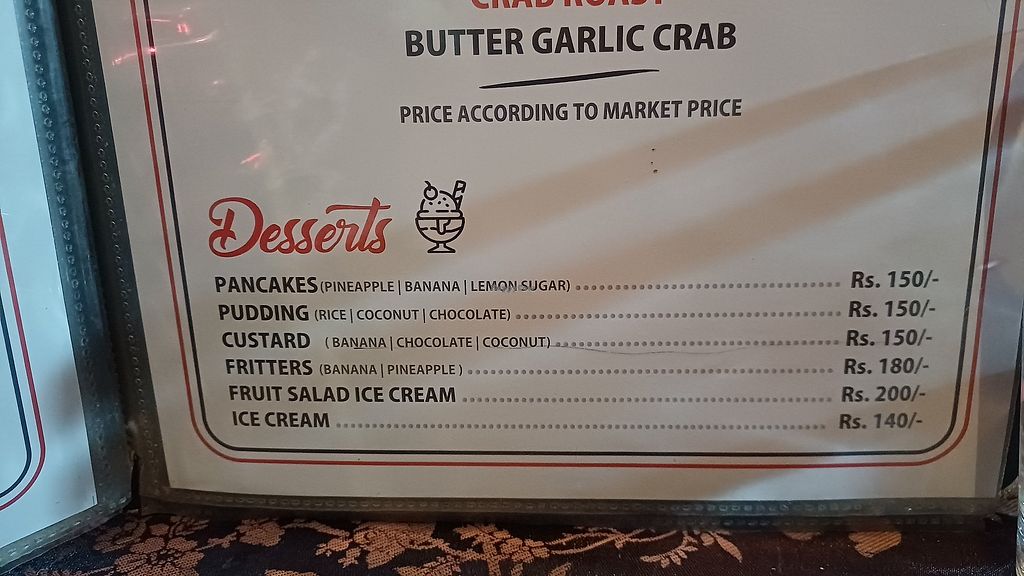 CRAB ROAST
BUTTER GARLIC CRAB
PRICE ACCORDING TO MARKET PRICE
Desserts
PANCAKES (PINEAPPLE | BANANA | LEMON SUGAR) Rs. 150/-
PUDDING (RICE | COCONUT | CHOCOLATE) Rs. 150/-
CUSTARD ( BANANA | CHOCOLATE | COCONUT) Rs. 150/-
FRITTERS (BANANA | PINEAPPLE ) Rs. 180/-
FRUIT SALAD ICE CREAM Rs. 200/-
ICE CREAM Rs. 140/-